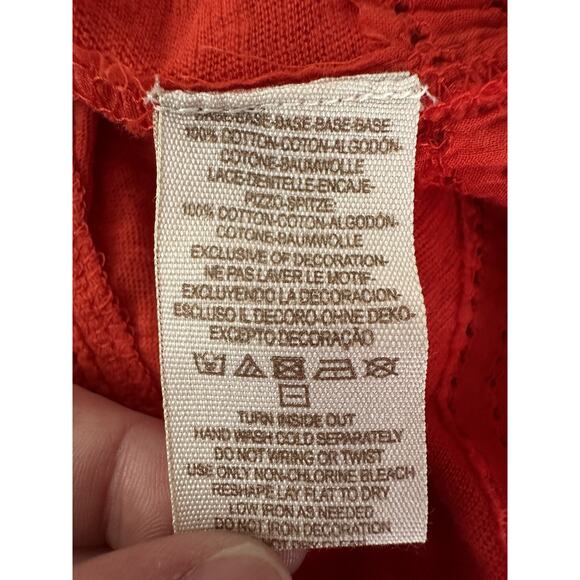 BASE-BASE-BASE-BASE-BASE
100% COTTON-COTON-ALGODÓN-
COTONE-BAUMWOLLE
LACE-DENTELLE-ENCAJE-
PIZZO-SPITZE:
100% COTTON-COTON-ALGODÓN-
COTONE-BAUMWOLLE
EXCLUSIVE OF DECORATION-
NE PAS LAVER LE MOTIF.
EXCLUYENDO LA DECORACION-
ESCLUSO IL DECORO-OHNE DEKO-
EXCEPTO DECORAÇÃO
TURN INSIDE OUT
HAND WASH COLD SEPARATELY
DO NOT WRING OR TWIST
USE ONLY NON-CHLORINE BLEACH
RESHAPE LAY FLAT TO DRY
LOW IRON AS NEEDED
DO NOT IRON DECORATION